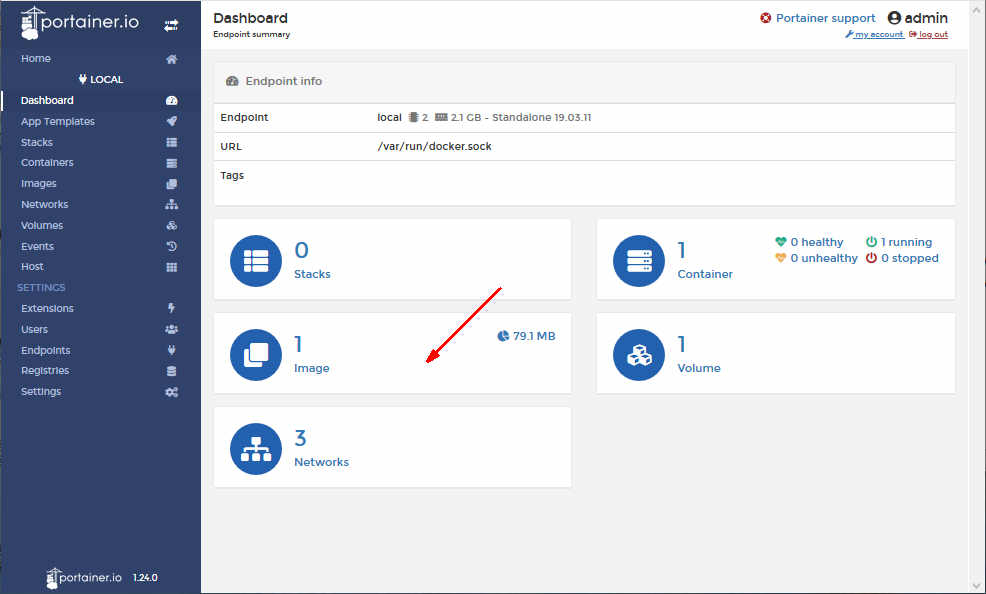 portainer.io
Home
LOCAL
Dashboard
App Templates
Stacks
Containers
Images
Networks
Volumes
Events
Host
SETTINGS
Extensions
Users
Endpoints
Registries
Settings
portainer.io 1.24.0
Dashboard
Endpoint summary
Portainer support admin
my account log out
Endpoint info
Endpoint local 2 2.1 GB - Standalone 19.03.11
URL /var/run/docker.sock
Tags
0
Stacks
1
Container
0 healthy 1 running
0 unhealthy 0 stopped
1
Image
79.1 MB
1
Volume
3
Networks